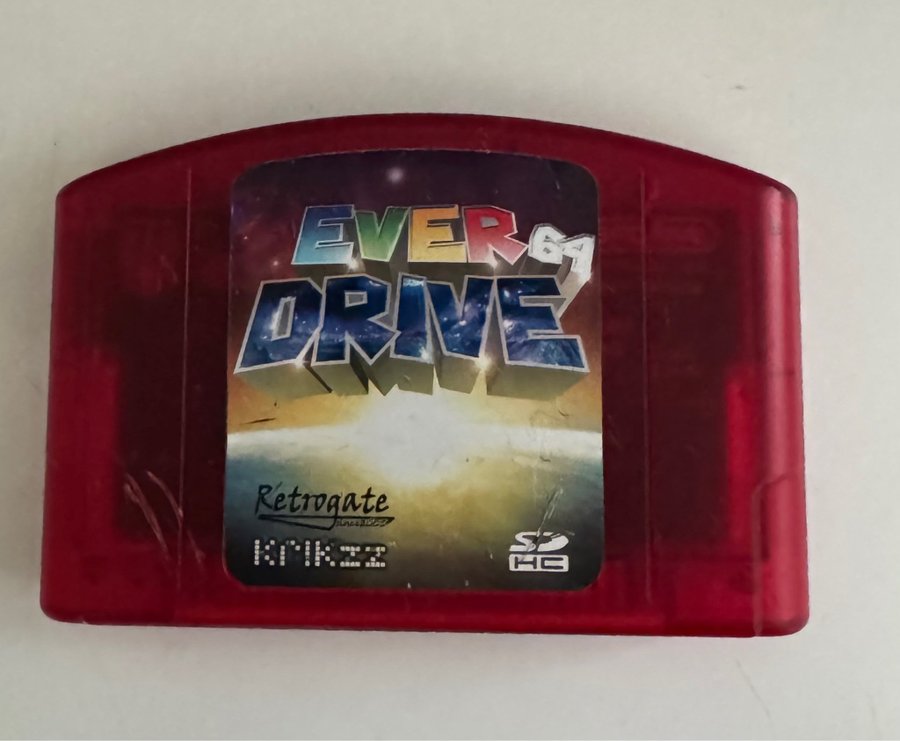 EVER 64
DRIVE
Retrogate
KRIKzz
SD
HC